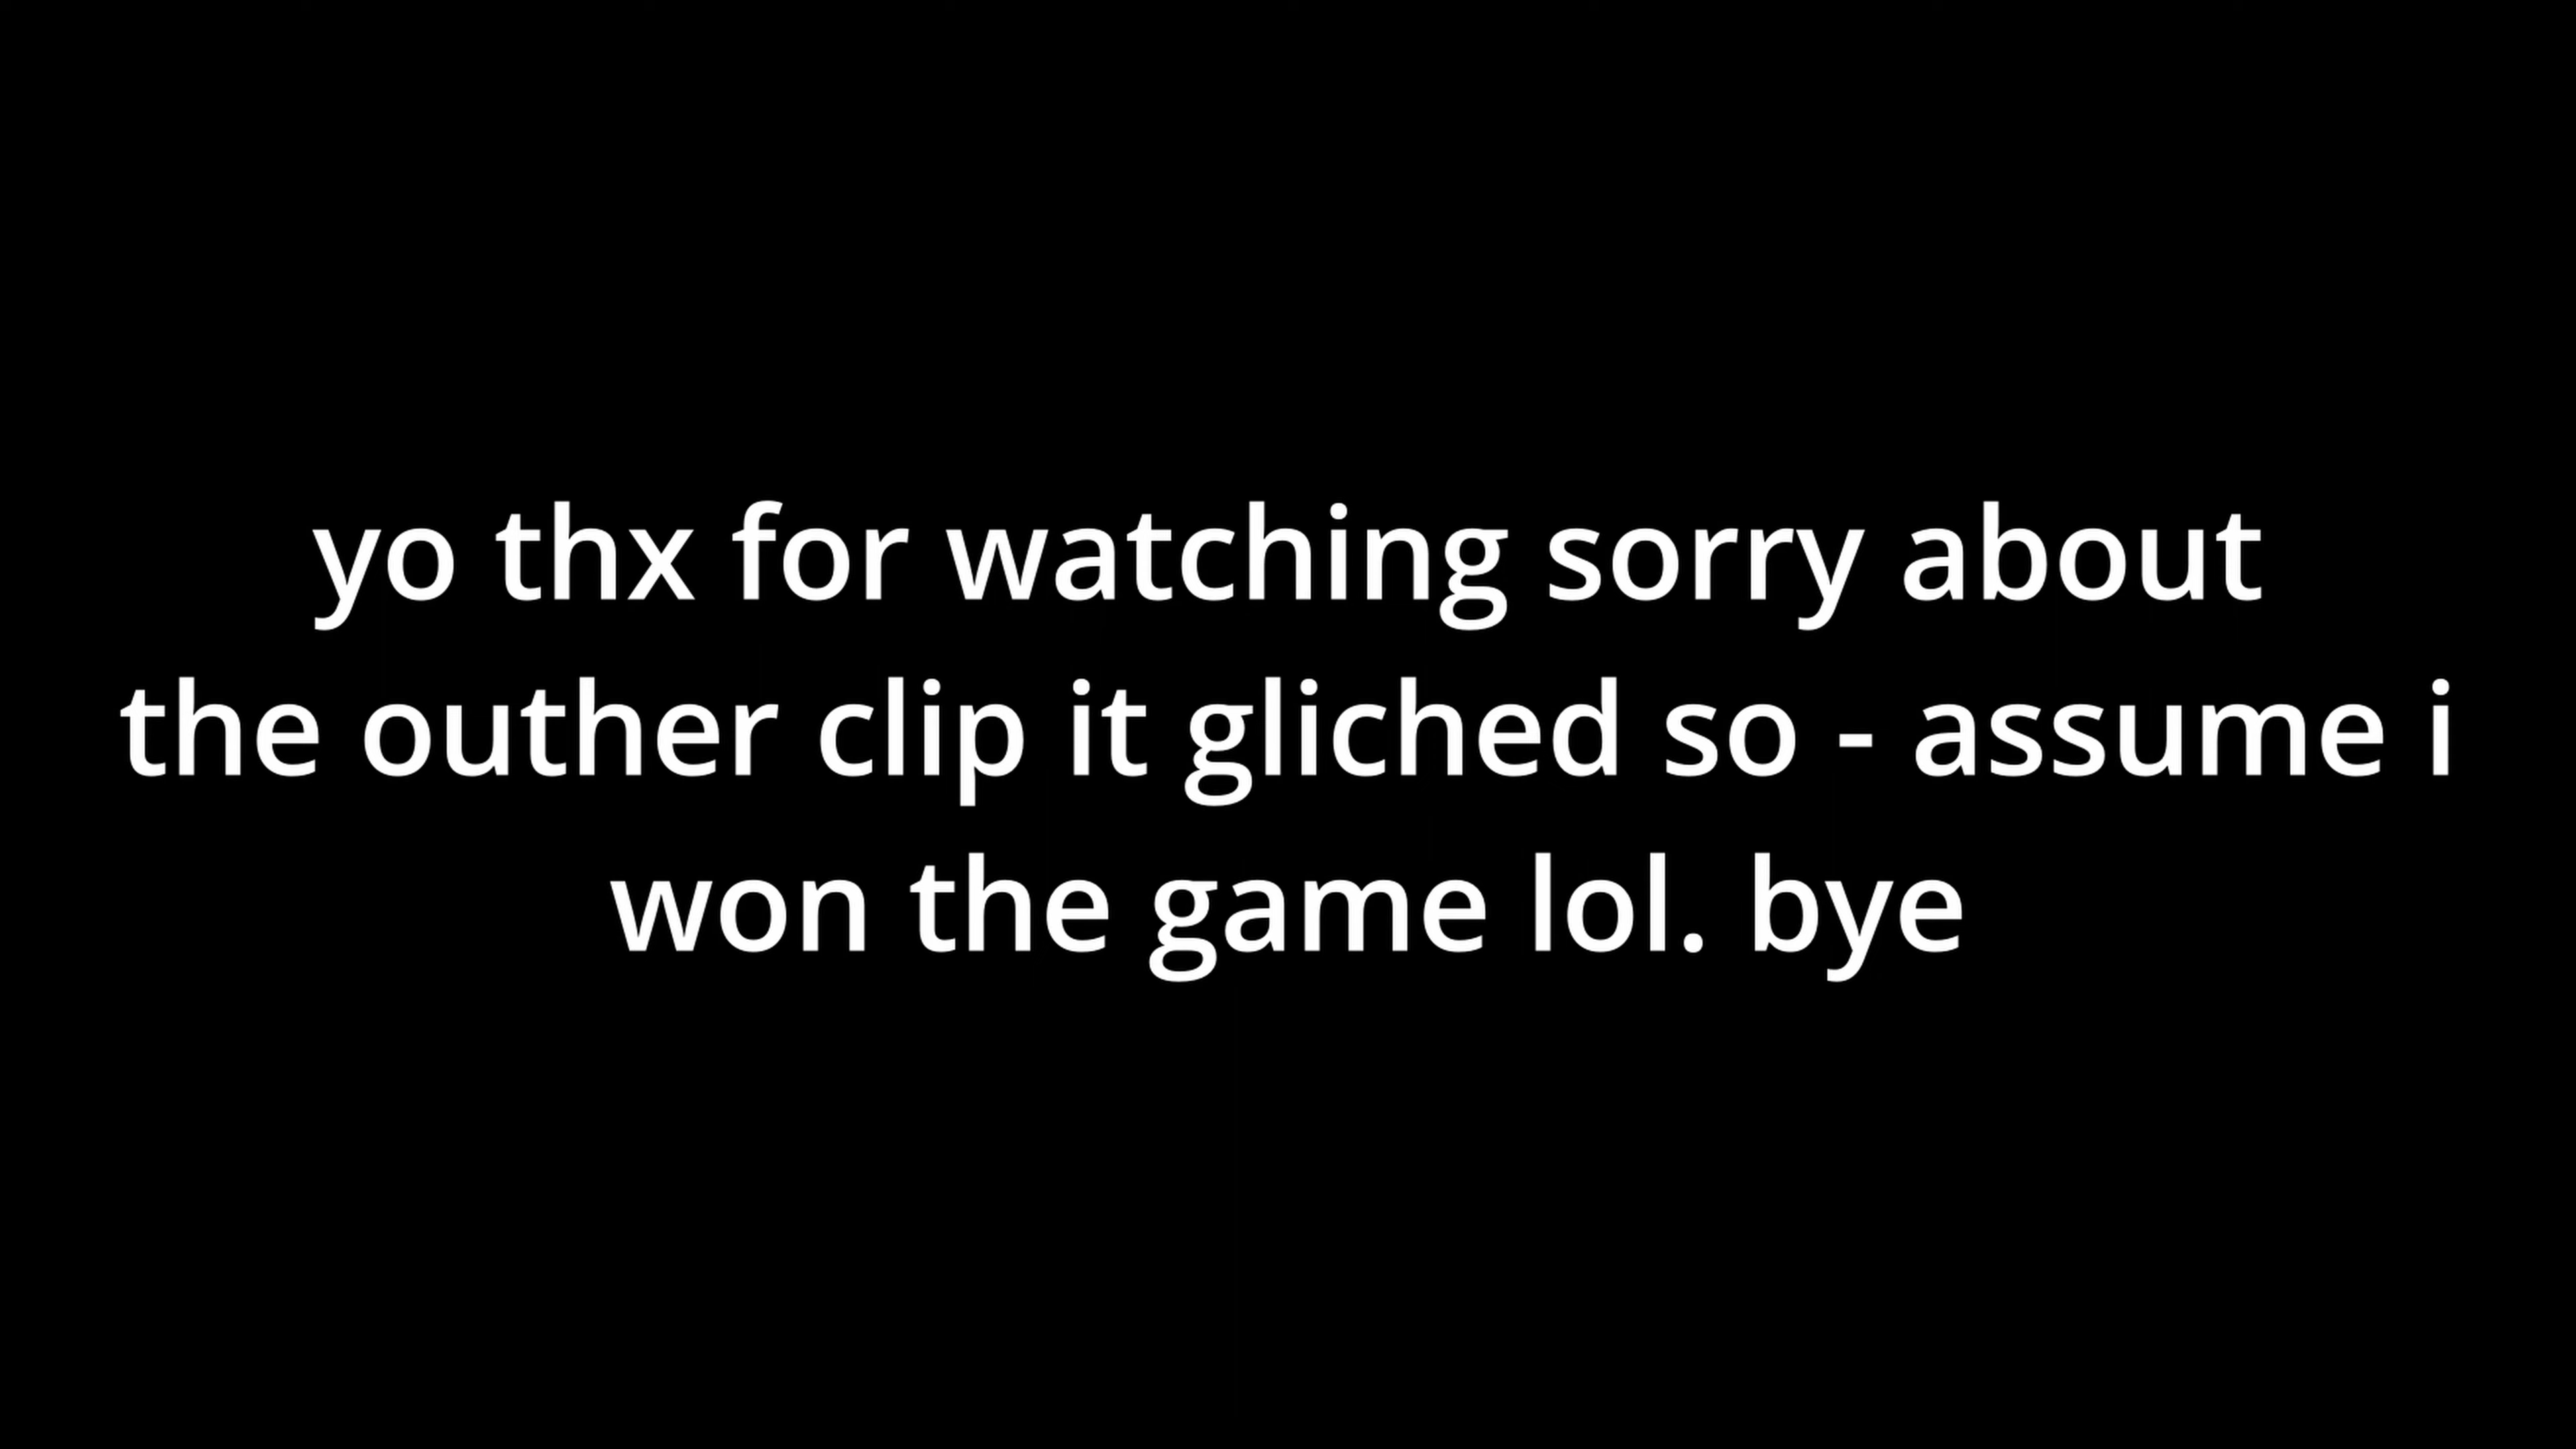 yo thx for watching sorry about
the outher clip it gliched so - assume i
won the game lol. bye